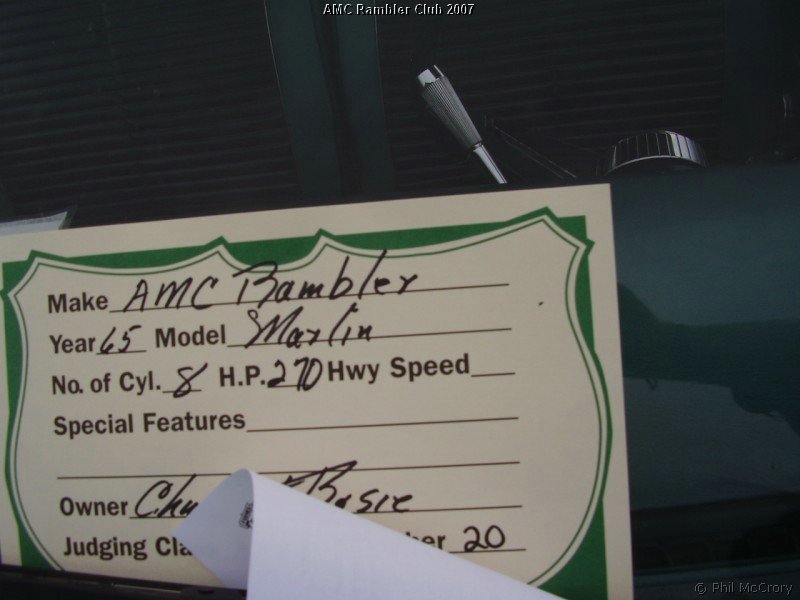 AMC Rambler Club 2007
Make AMC Rambler
Year 65 Model Marlin
No. of Cyl. 8 H.P. 270 Hwy Speed
Special Features
Owner Basie
Judging 20
© Phil McCrory